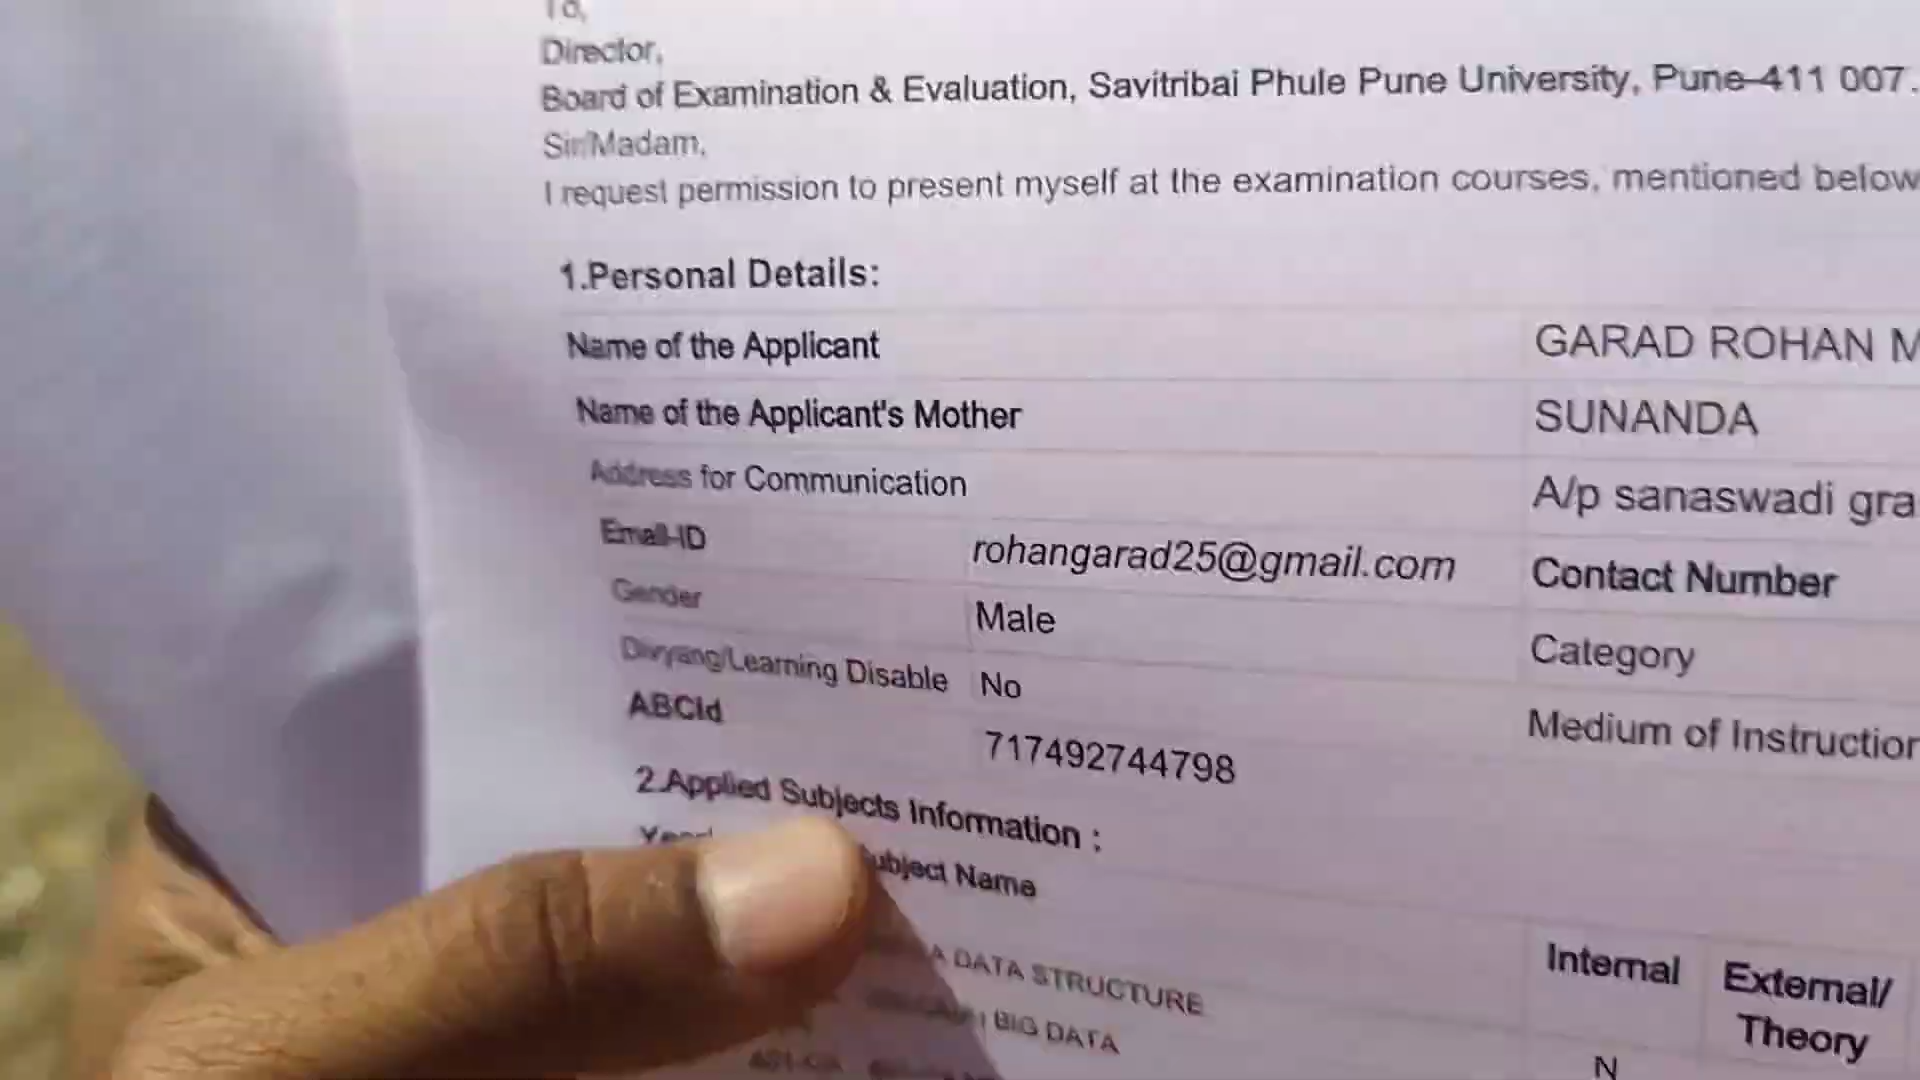 To,
Director,
Board of Examination & Evaluation, Savitribai Phule Pune University, Pune-411 007.
Sir/Madam,
I request permission to present myself at the examination courses, mentioned below
1.Personal Details:
Name of the Applicant GARAD ROHAN M
Name of the Applicant's Mother SUNANDA
Address for Communication A/p sanaswadi gra
Email-ID rohangarad25@gmail.com Contact Number
Gender Male Category
Divyang/Learning Disable No Medium of Instruction
ABCId 717492744798
2.Applied Subjects Information :
Subject Name
Internal External/
Theory
DATA STRUCTURE
BIG DATA
N